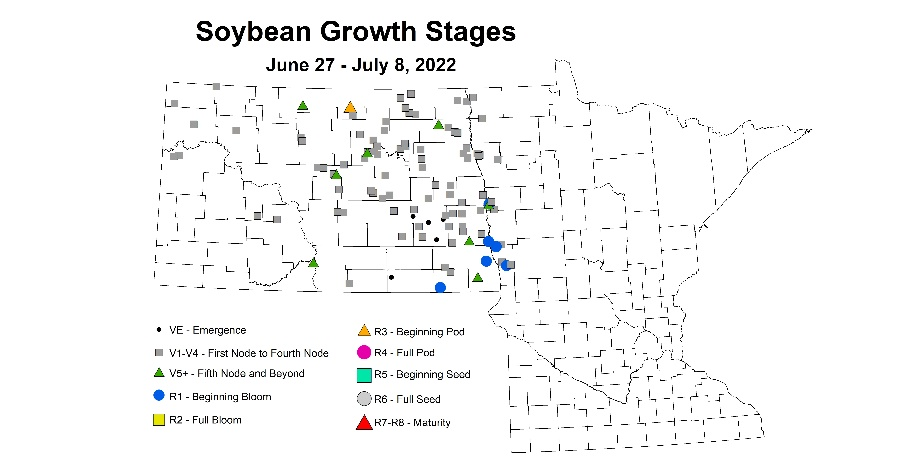 Soybean Growth Stages
June 27 - July 8, 2022
VE - Emergence
V1-V4 - First Node to Fourth Node
V5+ - Fifth Node and Beyond
R1 - Beginning Bloom
R2 - Full Bloom
R3 - Beginning Pod
R4 - Full Pod
R5 - Beginning Seed
R6 - Full Seed
R7-R8 - Maturity